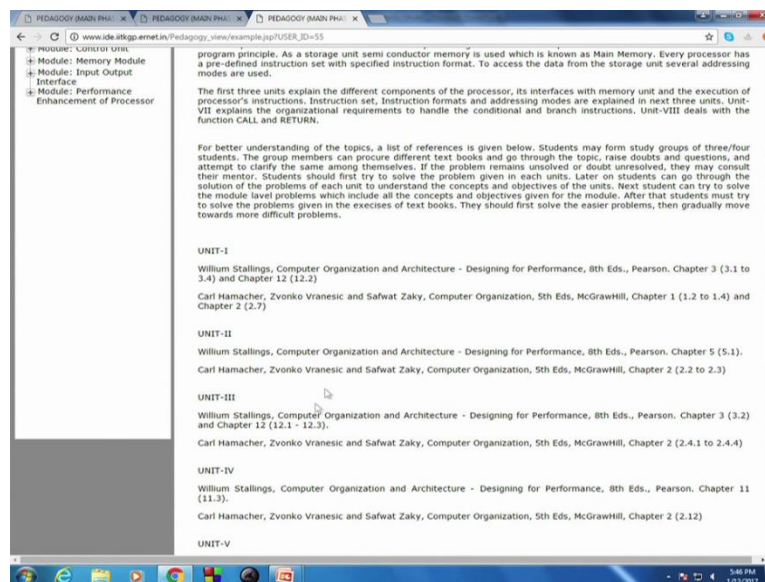 PEDAGOGY (MAIN PHA
PEDAGOGY (MAIN PHA
PEDAGOGY (MAIN PHA
www.ide.iitkgp.ernet.in/Pedagogy_view/example.jsp?USER_ID=55
Module: Control Unit
Module: Memory Module
Module: Input Output
Interface
Module: Performance
Enhancement of Processor
program principle. As a storage unit semi conductor memory is used which is known as Main Memory. Every processor has
a pre-defined instruction set with specified instruction format. To access the data from the storage unit several addressing
modes are used.
The first three units explain the different components of the processor, its interfaces with memory unit and the execution of
processor's instructions. Instruction set, Instruction formats and addressing modes are explained in next three units. Unit-
VII explains the organizational requirements to handle the conditional and branch instructions. Unit-VIII deals with the
function CALL and RETURN.
For better understanding of the topics, a list of references is given below. Students may form study groups of three/four
students. The group members can procure different text books and go through the topic, raise doubts and questions, and
attempt to clarify the same among themselves. If the problem remains unsolved or doubt unresolved, they may consult
their mentor. Students should first try to solve the problem given in each units. Later on students can go through the
solution of the problems of each unit to understand the concepts and objectives of the units. Next student can try to solve
the module lavel problems which include all the concepts and objectives given for the module. After that students must try
to solve the problems given in the execises of text books. They should first solve the easier problems, then gradually move
towards more difficult problems.
UNIT-I
Willium Stallings, Computer Organization and Architecture - Designing for Performance, 8th Eds., Pearson. Chapter 3 (3.1 to
3.4) and Chapter 12 (12.2)
Carl Hamacher, Zvonko Vranesic and Safwat Zaky, Computer Organization, 5th Eds, McGrawHill, Chapter 1 (1.2 to 1.4) and
Chapter 2 (2.7)
UNIT-II
Willium Stallings, Computer Organization and Architecture - Designing for Performance, 8th Eds., Pearson. Chapter 5 (5.1).
Carl Hamacher, Zvonko Vranesic and Safwat Zaky, Computer Organization, 5th Eds, McGrawHill, Chapter 2 (2.2 to 2.3)
UNIT-III
Willium Stallings, Computer Organization and Architecture - Designing for Performance, 8th Eds., Pearson. Chapter 3 (3.2)
and Chapter 12 (12.1 - 12.3).
Carl Hamacher, Zvonko Vranesic and Safwat Zaky, Computer Organization, 5th Eds, McGrawHill, Chapter 2 (2.4.1 to 2.4.4)
UNIT-IV
Willium Stallings, Computer Organization and Architecture - Designing for Performance, 8th Eds., Pearson. Chapter 11
(11.3).
Carl Hamacher, Zvonko Vranesic and Safwat Zaky, Computer Organization, 5th Eds, McGrawHill, Chapter 2 (2.12)
UNIT-V
5:46 PM